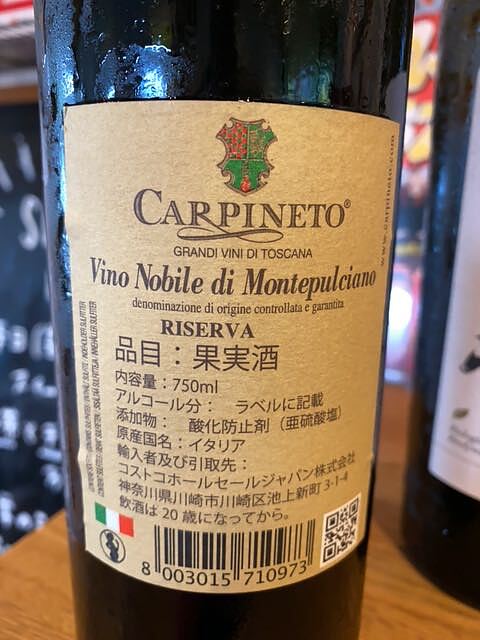 CARPINETO®
GRANDI VINI DI TOSCANA
Vino Nobile di Montepulciano
denominazione di origine controllata e garantita
RISERVA
品目：果実酒
内容量：750ml
アルコール分： ラベルに記載
添加物： 酸化防止剤（亜硫酸塩）
原産国名：イタリア
輸入者及び引取先：
コストコホールセールジャパン株式会社
神奈川県川崎市川崎区池上新町 3-1-4
飲酒は 20 歳になってから。
8 003015 710973
www.carpineto.com